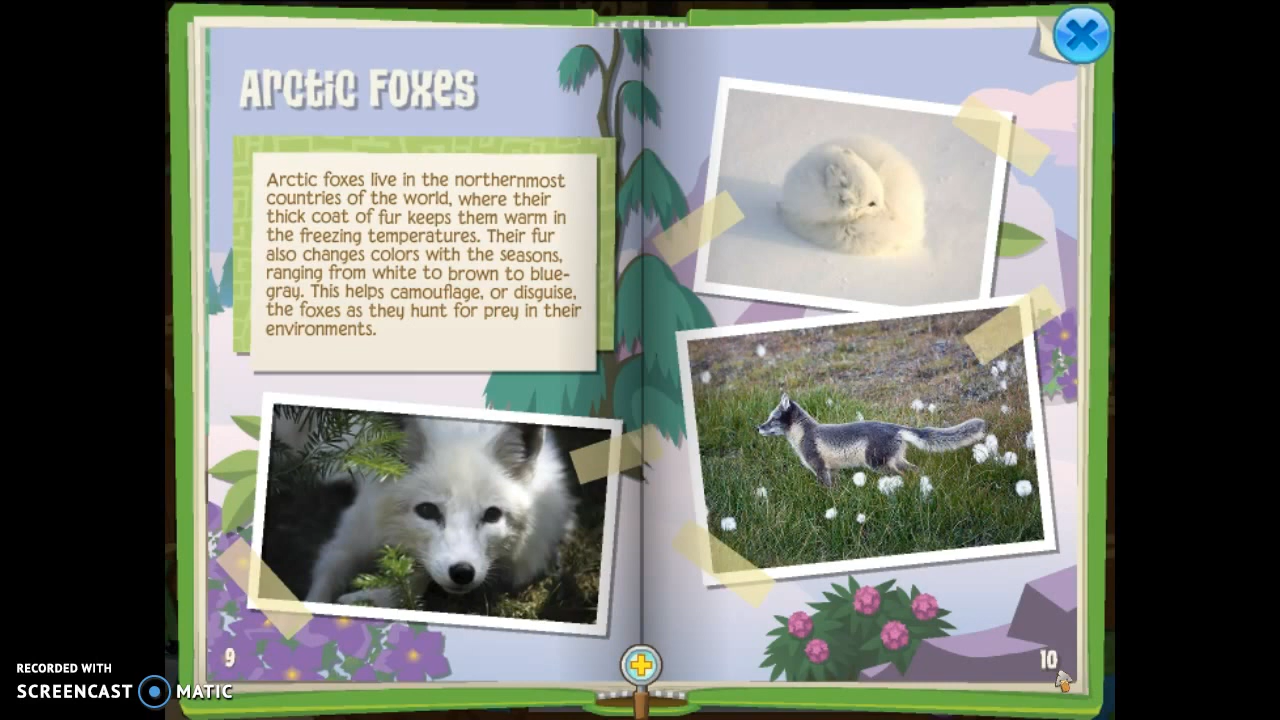 Arctic Foxes
Arctic foxes live in the northernmost
countries of the world, where their
thick coat of fur keeps them warm in
the freezing temperatures. Their fur
also changes colors with the seasons,
ranging from white to brown to blue-
gray. This helps camouflage, or disguise,
the foxes as they hunt for prey in their
environments.
9
10
RECORDED WITH
SCREENCAST MATIC